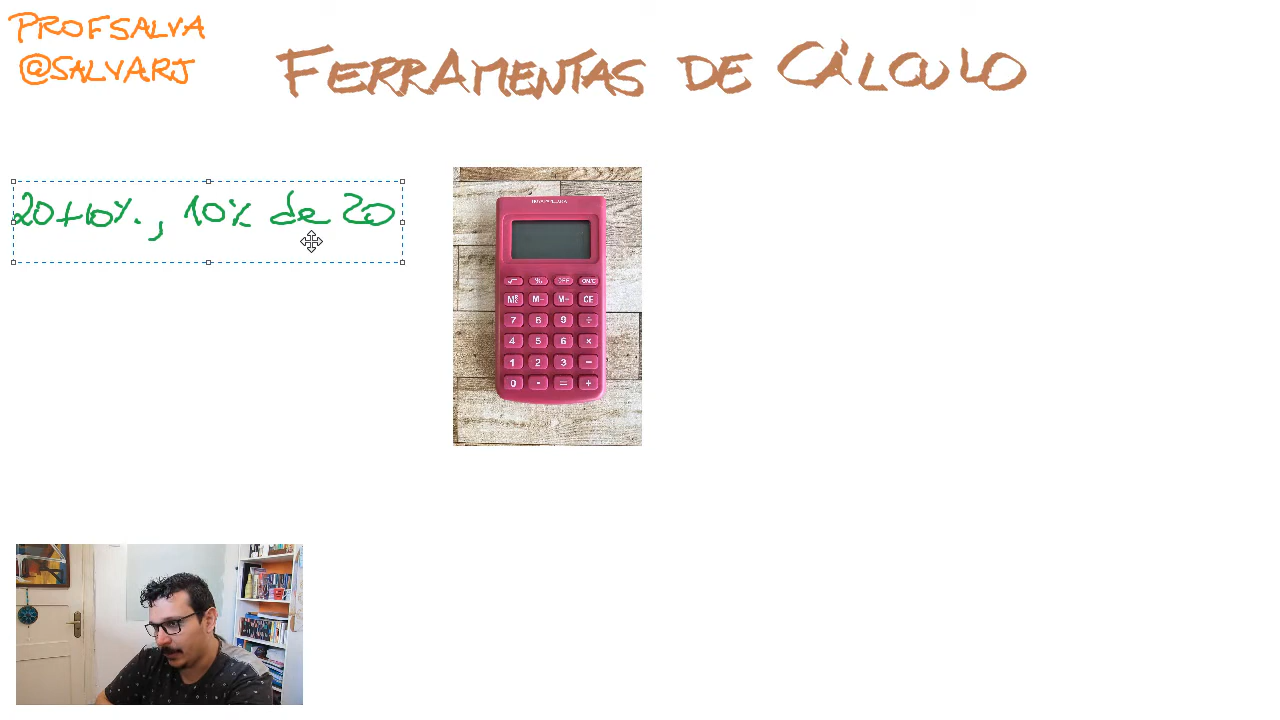 PROFSALVA
@SALVARJ
FERRAMENTAS DE CÁLCULO
20+10%, 10% de 20
√ % OFF ON/C
CE
7 8 9 ÷
4 5 6 ×
1 2 3 −
0 · = +